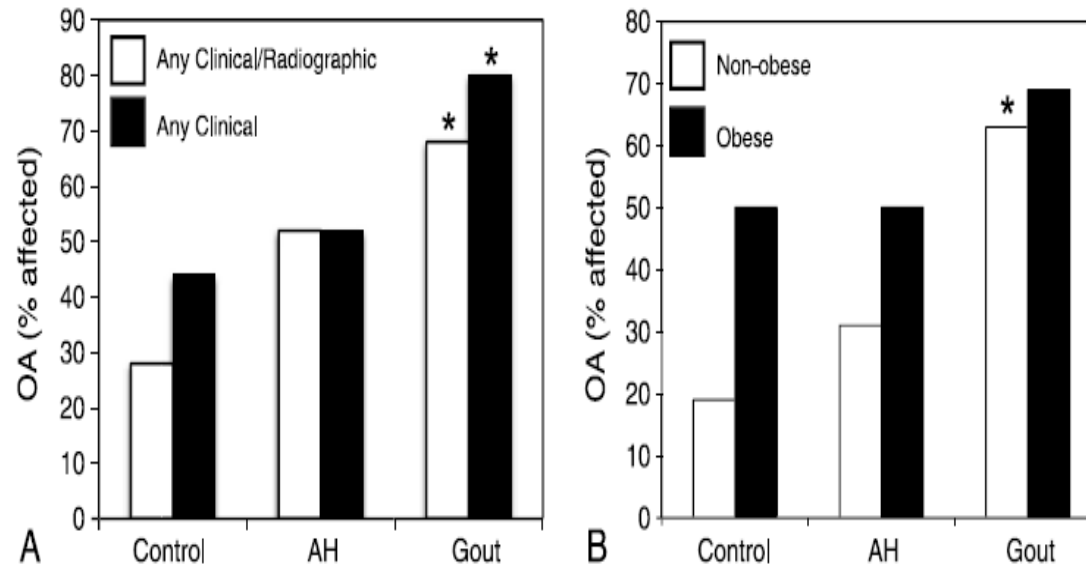 90
80
70
60
50
40
30
20
10
0
OA (% affected)
Any Clinical/Radiographic
Any Clinical
*
*
Control
AH
Gout
A
80
70
60
50
40
30
20
10
0
OA (% affected)
Non-obese
Obese
*
Control
AH
Gout
B